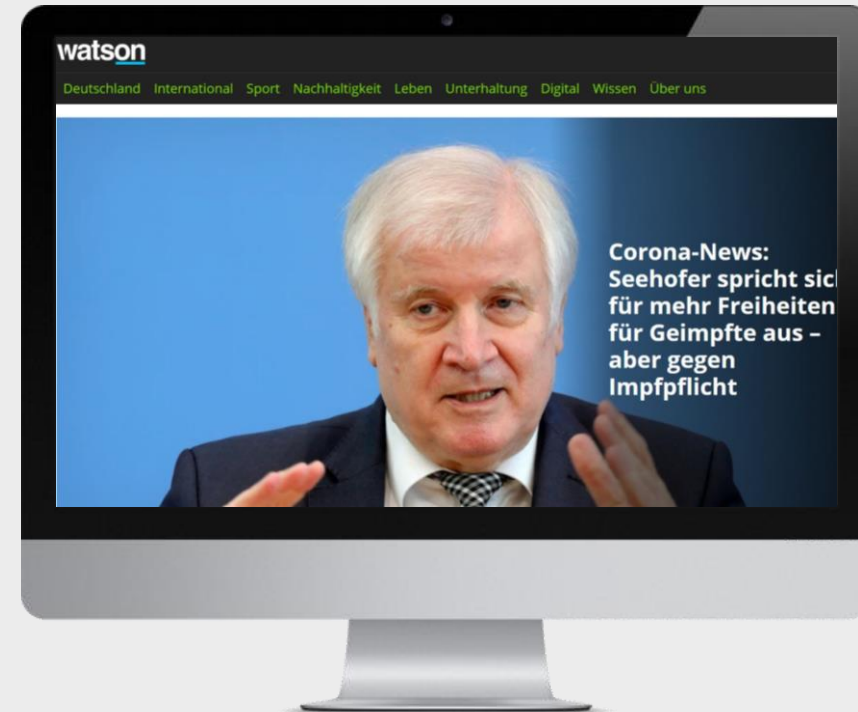 watson
Deutschland International Sport Nachhaltigkeit Leben Unterhaltung Digital Wissen Über uns
Corona-News:
Seehofer spricht sic
für mehr Freiheiten
für Geimpfte aus –
aber gegen
Impfpflicht